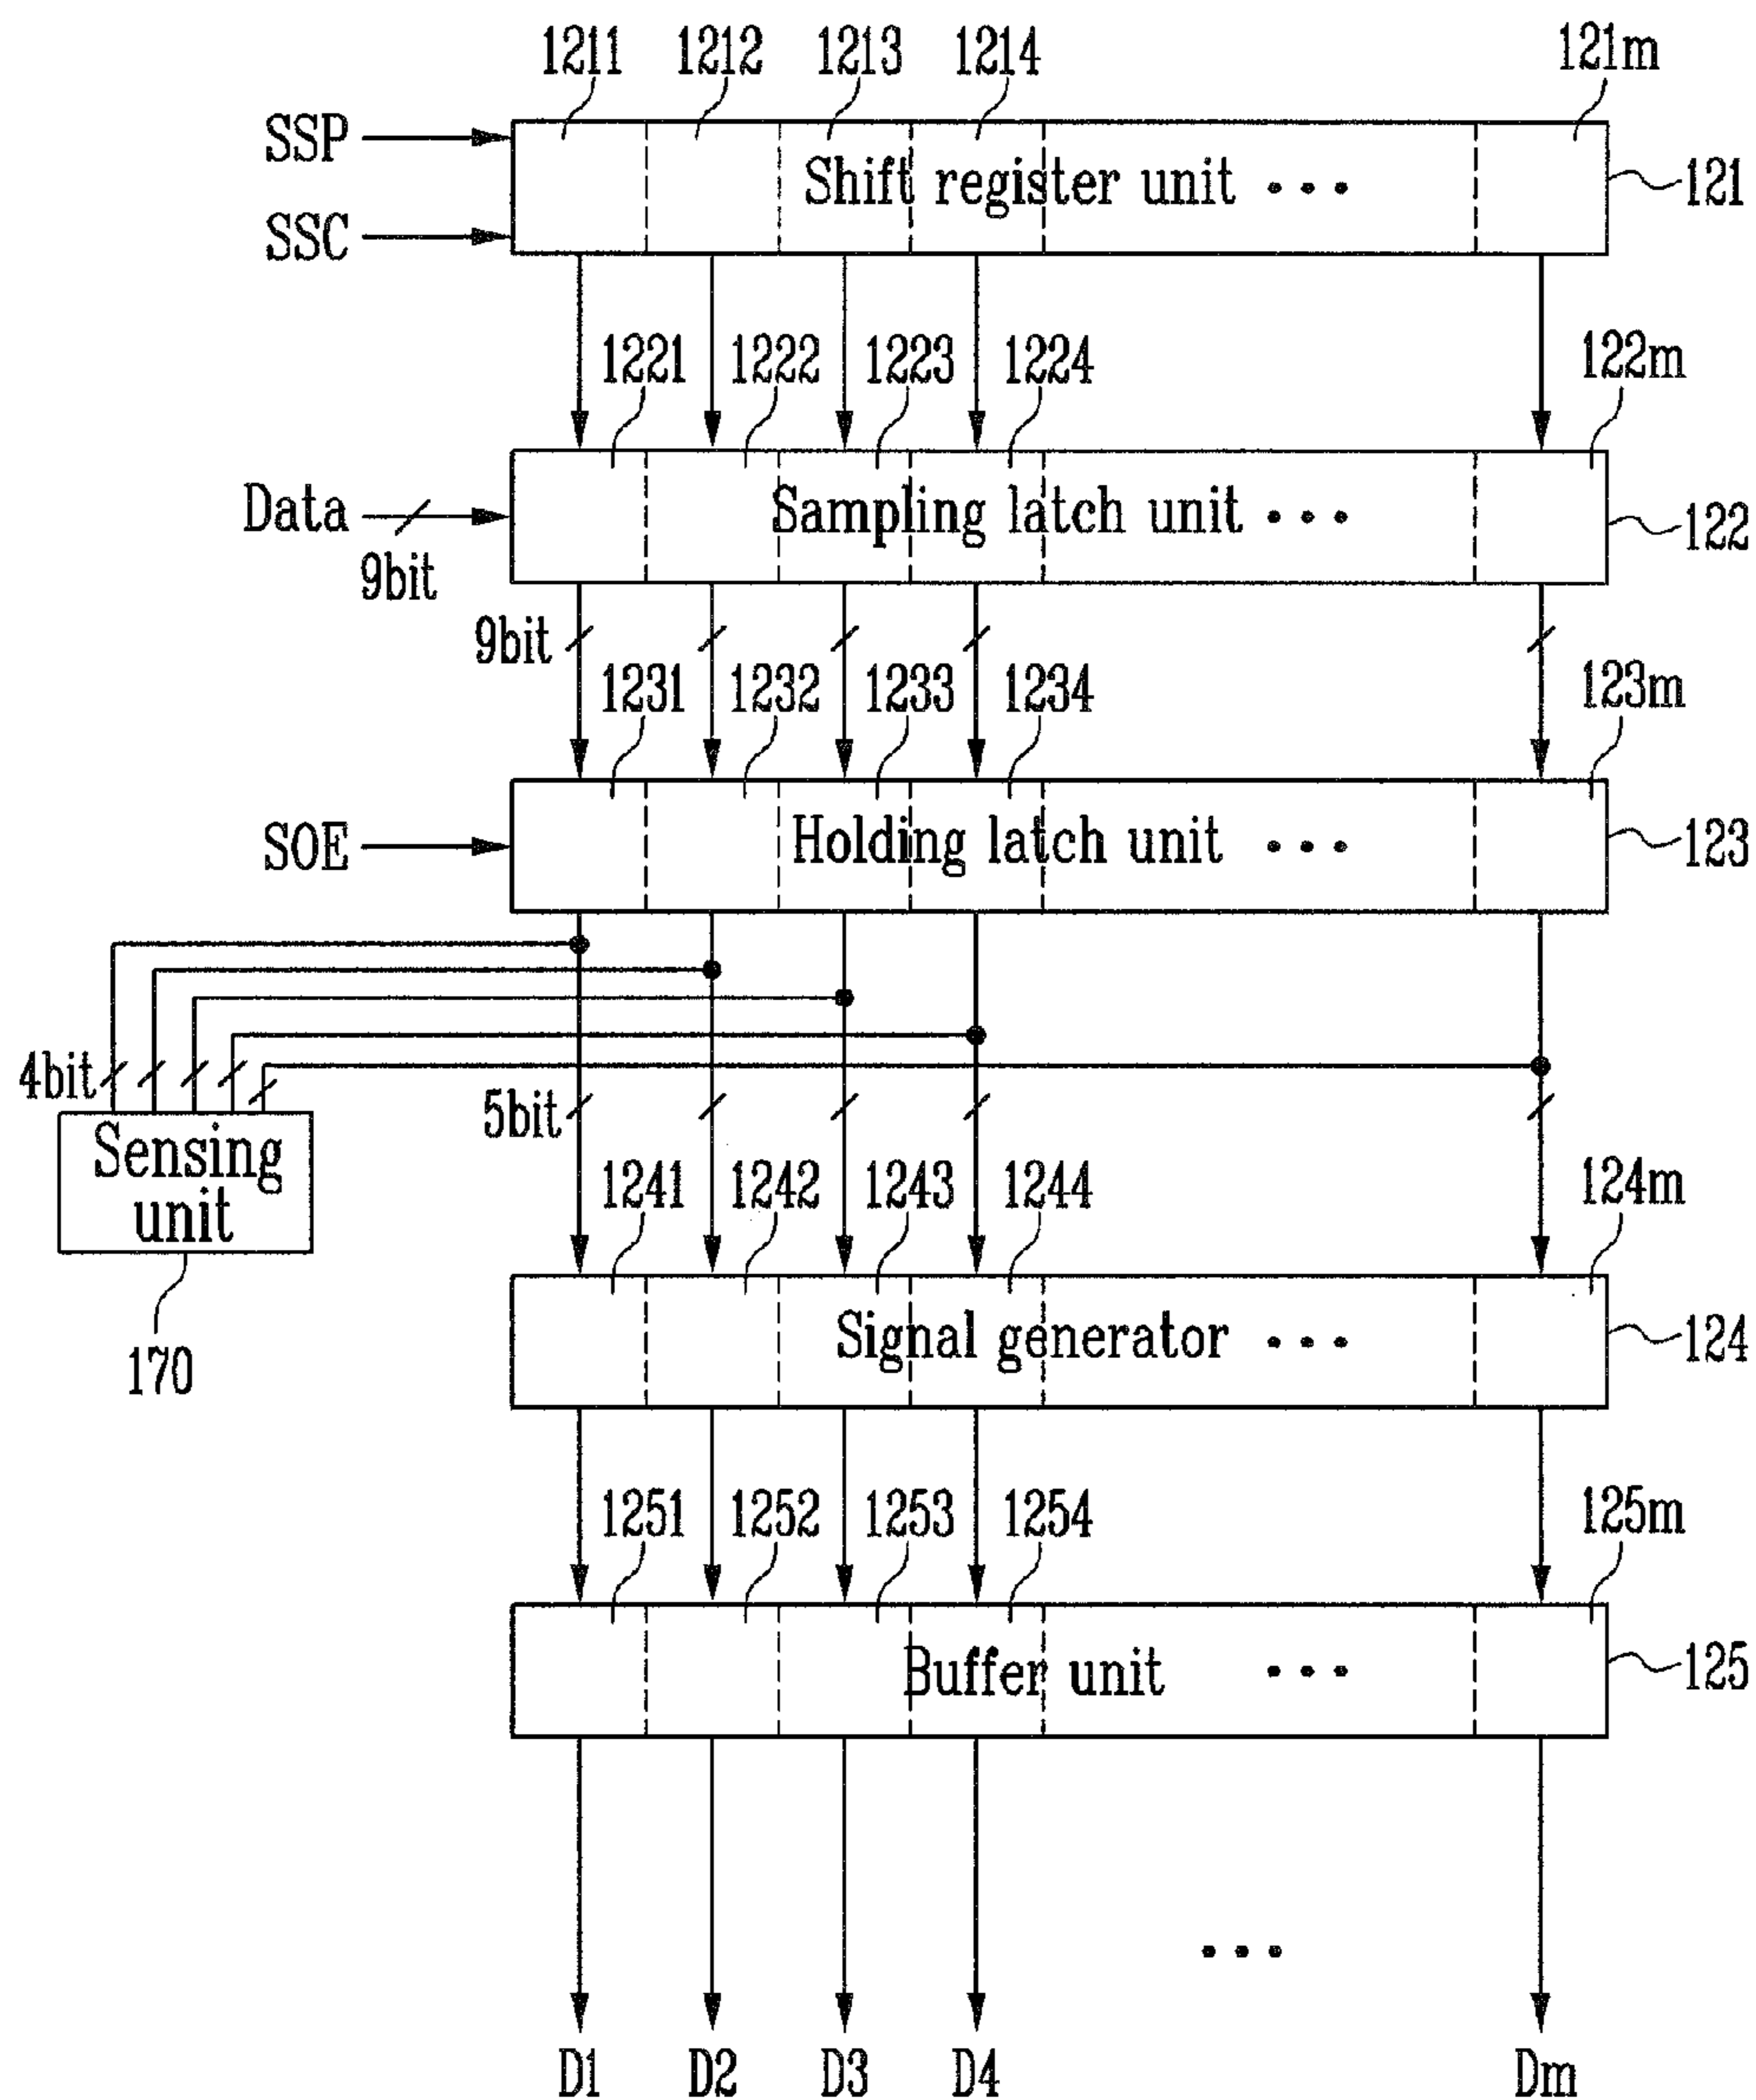 1211 1212 1213 1214 121m
SSP
Shift register unit • • •
121
SSC
1221 1222 1223 1224 122m
Data
9bit
Sampling latch unit • • •
122
9bit
1231 1232 1233 1234 123m
SOE
Holding latch unit • • •
123
4bit
5bit
Sensing
unit
170
1241 1242 1243 1244 124m
Signal generator • • •
124
1251 1252 1253 1254 125m
Buffer unit • • •
125
• • •
D1 D2 D3 D4 Dm